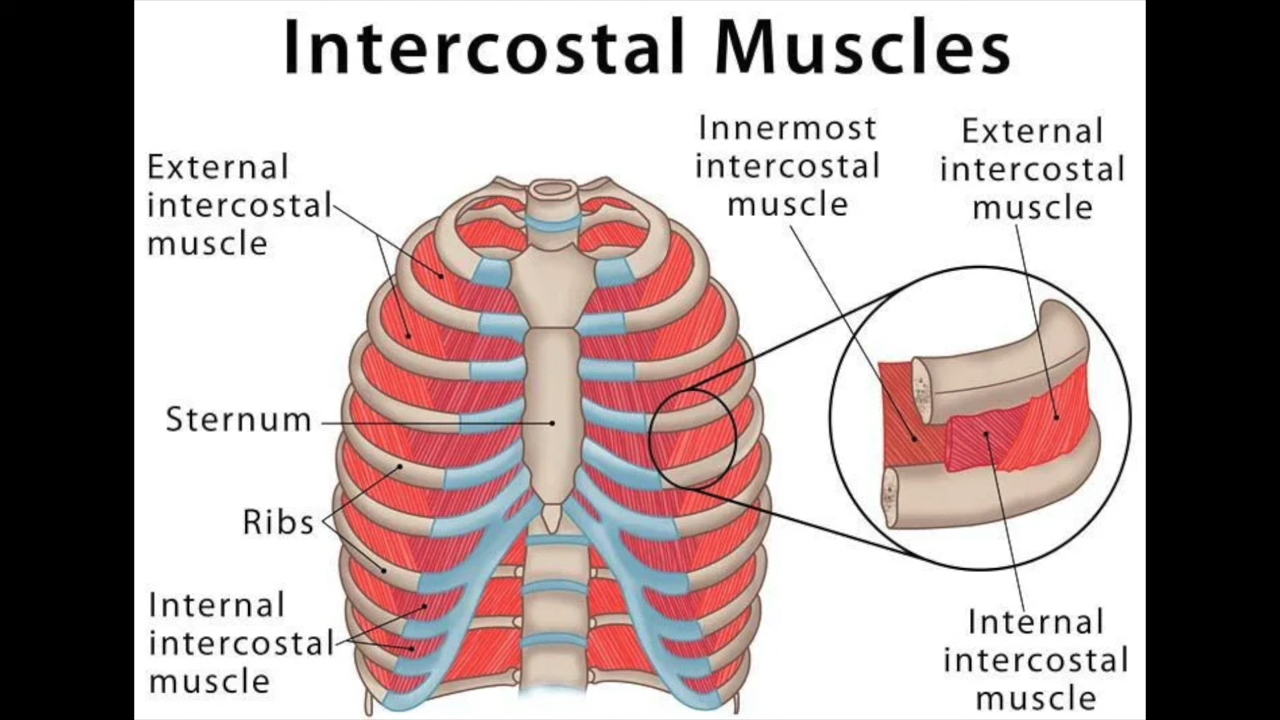 Intercostal Muscles
External
intercostal
muscle
Sternum
Ribs
Internal
intercostal
muscle
Innermost
intercostal
muscle
External
intercostal
muscle
Internal
intercostal
muscle